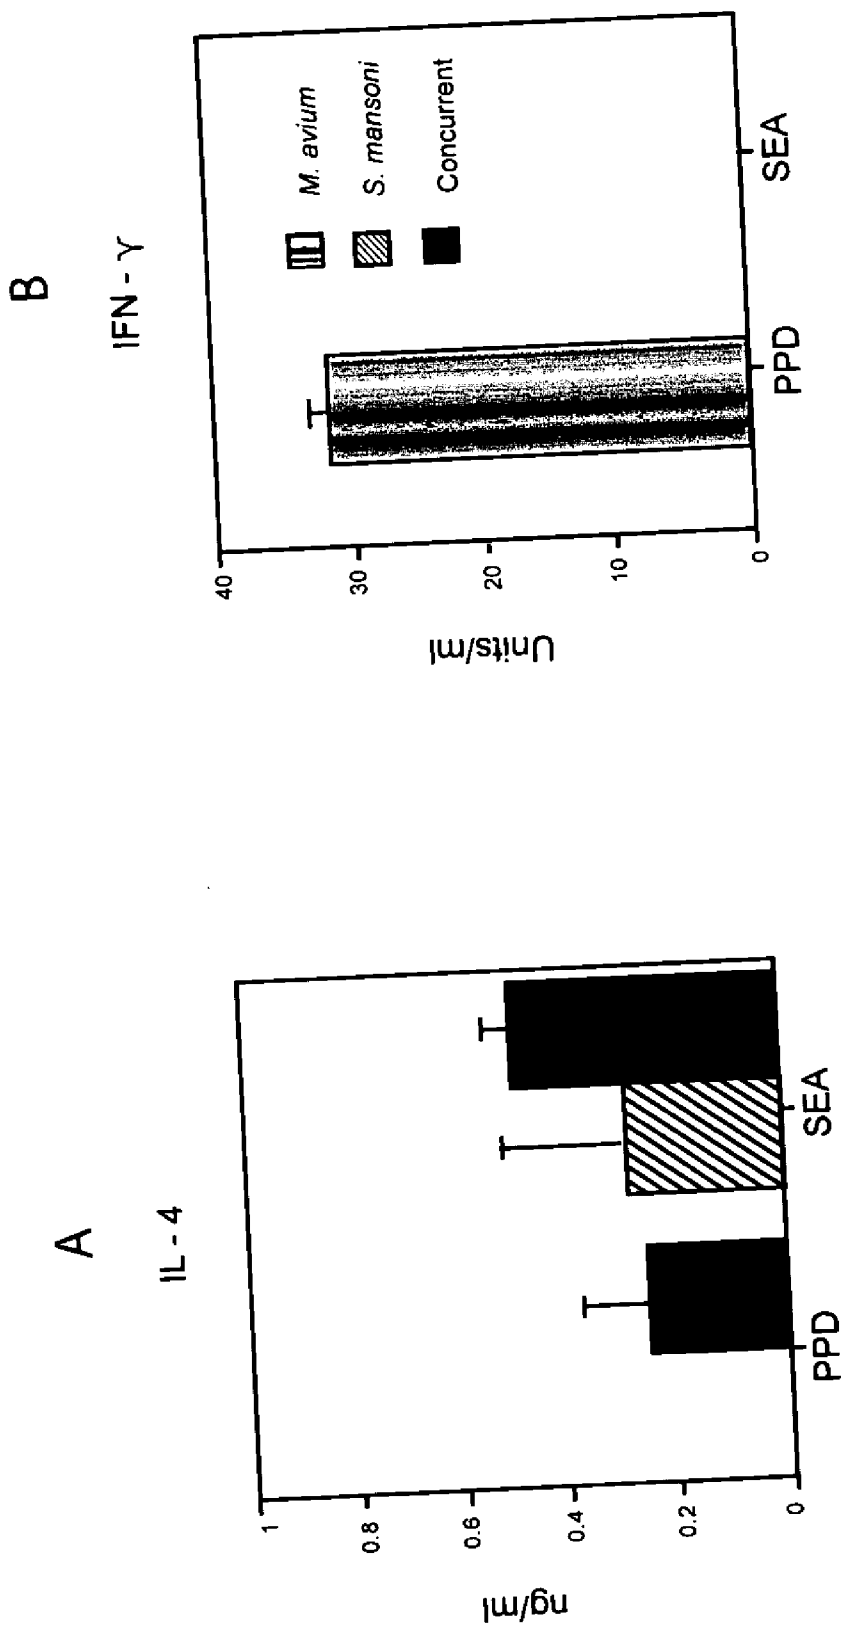 A
IL - 4
ng/ml
1
0.8
0.6
0.4
0.2
0
PPD
SEA
B
IFN - γ
Units/ml
40
30
20
10
0
PPD
SEA
M. avium
S. mansoni
Concurrent